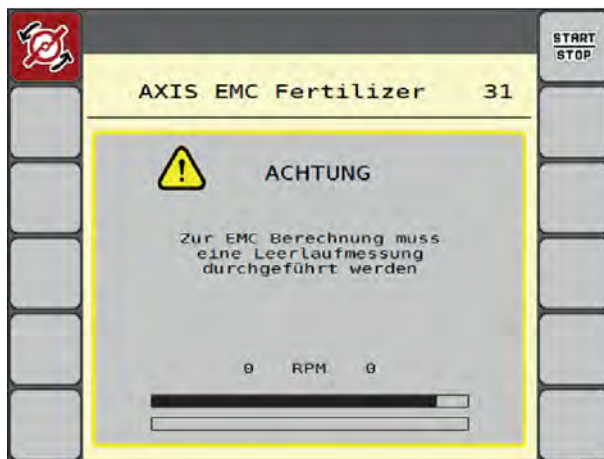 START
STOP
AXIS EMC Fertilizer 31
ACHTUNG
Zur EMC Berechnung muss
eine Leerlaufmessung
durchgeführt werden
0 RPM 0